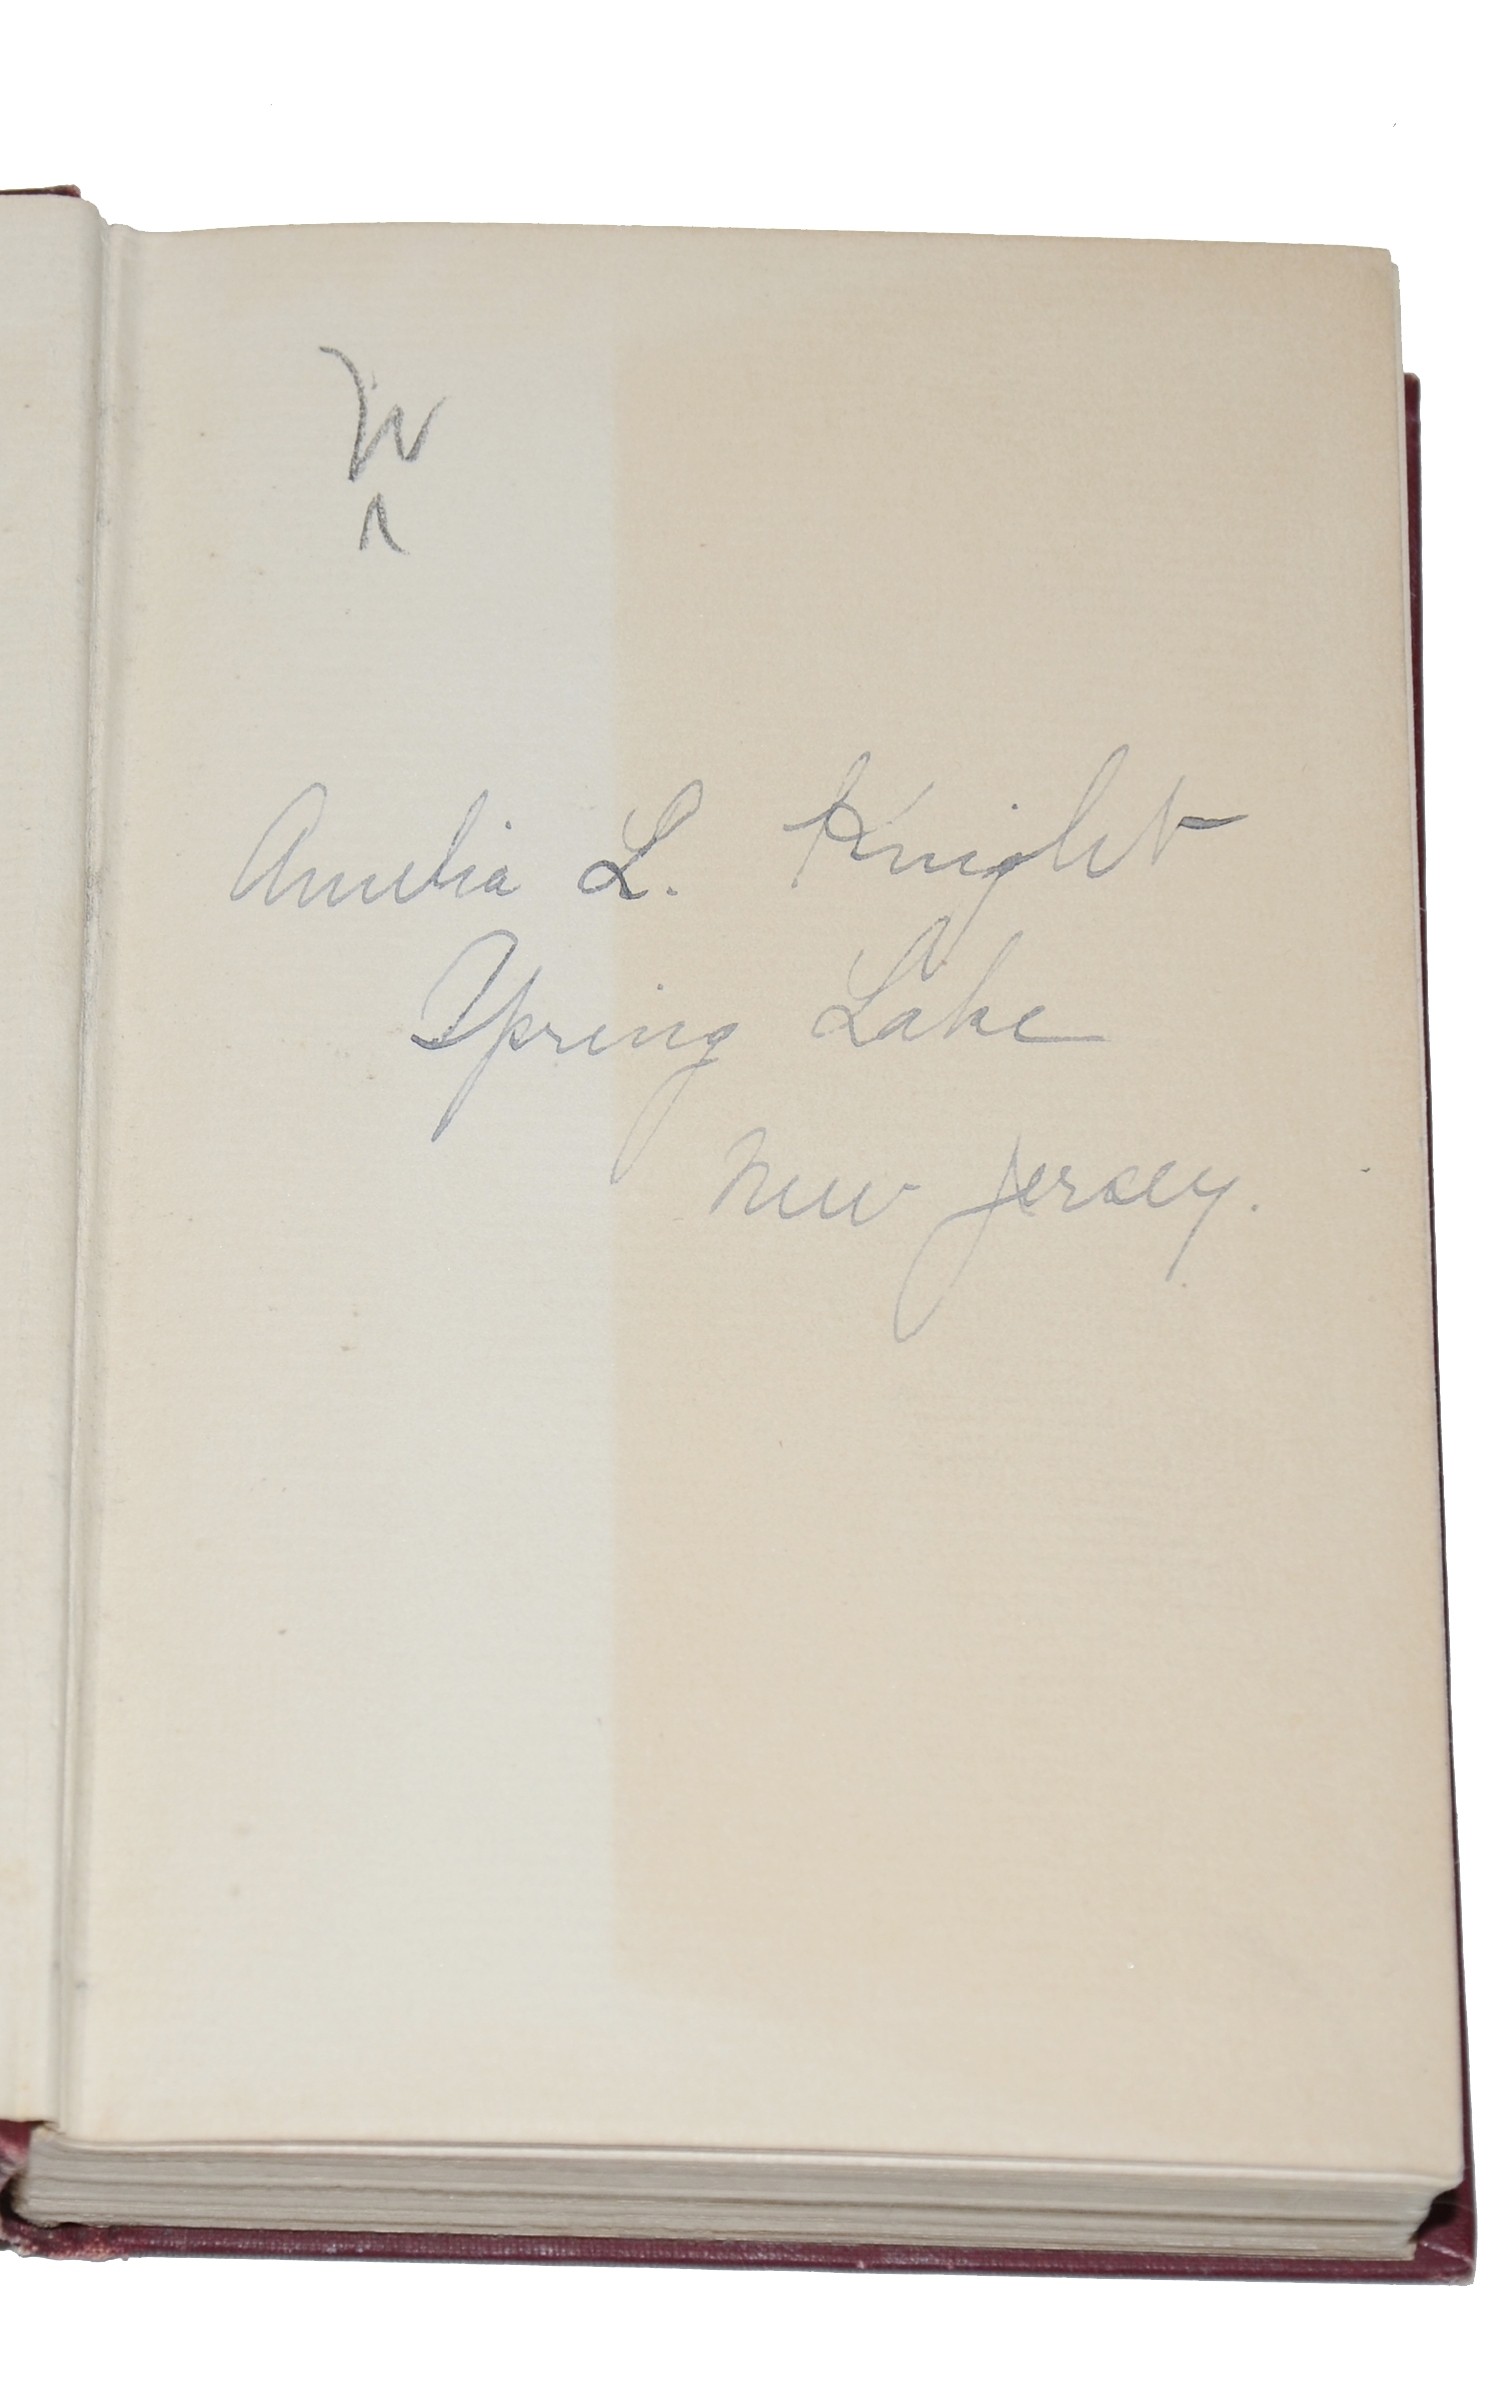 Amelia L. Knight
Spring Lake
New Jersey.